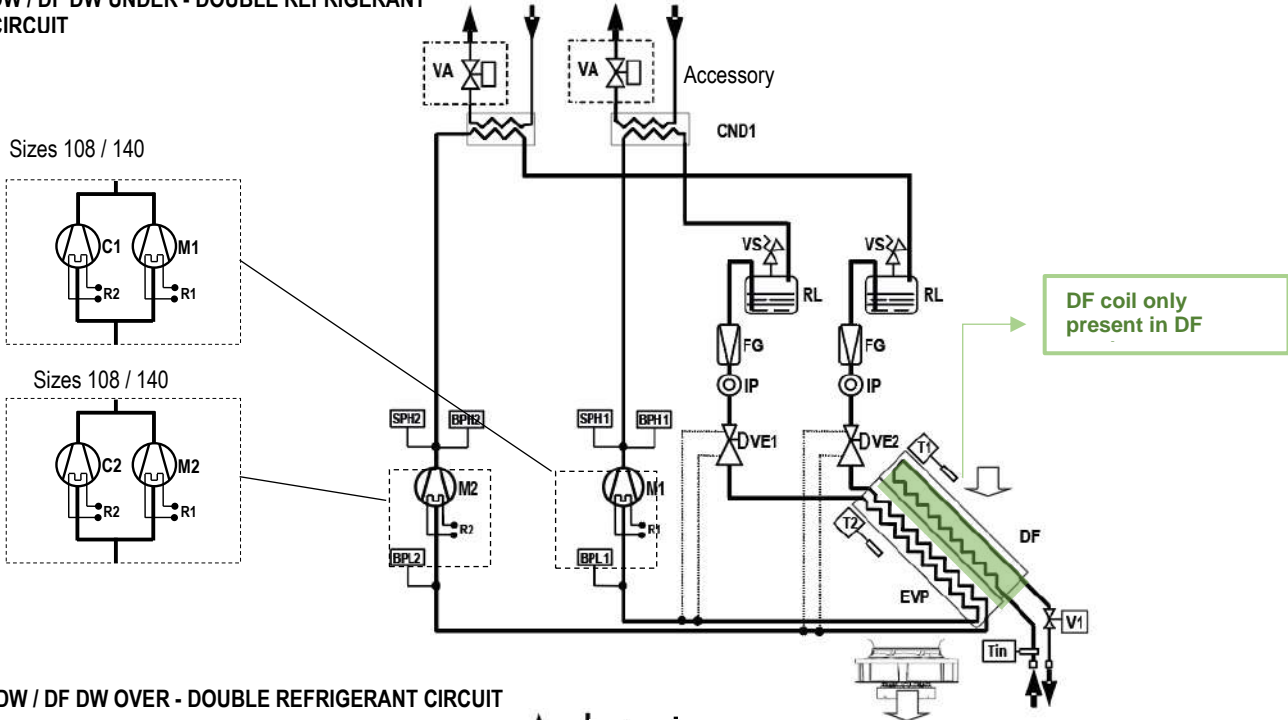 DW / DF DW UNDER - DOUBLE REFRIGERANT
CIRCUIT
VA
VA
Accessory
CND1
Sizes 108 / 140
C1
M1
R2
R1
VS
VS
RL
RL
DF coil only
present in DF
FG
FG
IP
IP
Sizes 108 / 140
C2
M2
R2
R1
SPH2
BPH2
SPH1
BPH1
VE1
VE2
T1
M2
M1
R2
R1
T2
DF
BPL2
BPL1
EVP
V1
Tin
DW / DF DW OVER - DOUBLE REFRIGERANT CIRCUIT